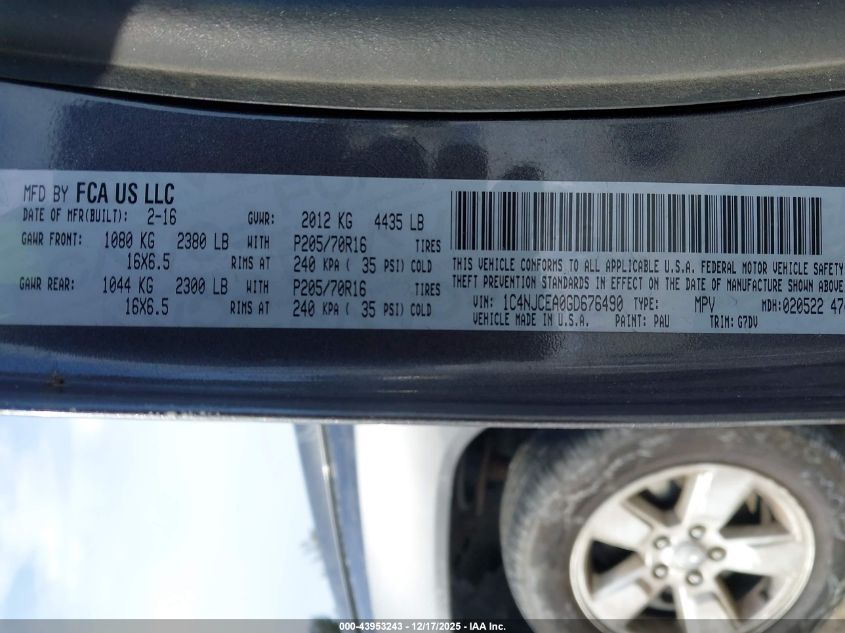 MFD BY FCA US LLC
DATE OF MFR(BUILT): 2-16 GVWR: 2012 KG 4435 LB
GAWR FRONT: 1080 KG 2380 LB WITH P205/70R16 TIRES
16X6.5 RIMS AT 240 KPA ( 35 PSI) COLD
GAWR REAR: 1044 KG 2300 LB WITH P205/70R16 TIRES
16X6.5 RIMS AT 240 KPA ( 35 PSI) COLD
THIS VEHICLE CONFORMS TO ALL APPLICABLE U.S.A. FEDERAL MOTOR VEHICLE SAFETY
THEFT PREVENTION STANDARDS IN EFFECT ON THE DATE OF MANUFACTURE SHOWN ABOVE
VIN: 1C4NJCEA0GD676490 TYPE: MPV MDH:020522 47
VEHICLE MADE IN U.S.A. PAINT: PAU TRIM: G7DV
000-43953243 - 12/17/2025 - IAA Inc.